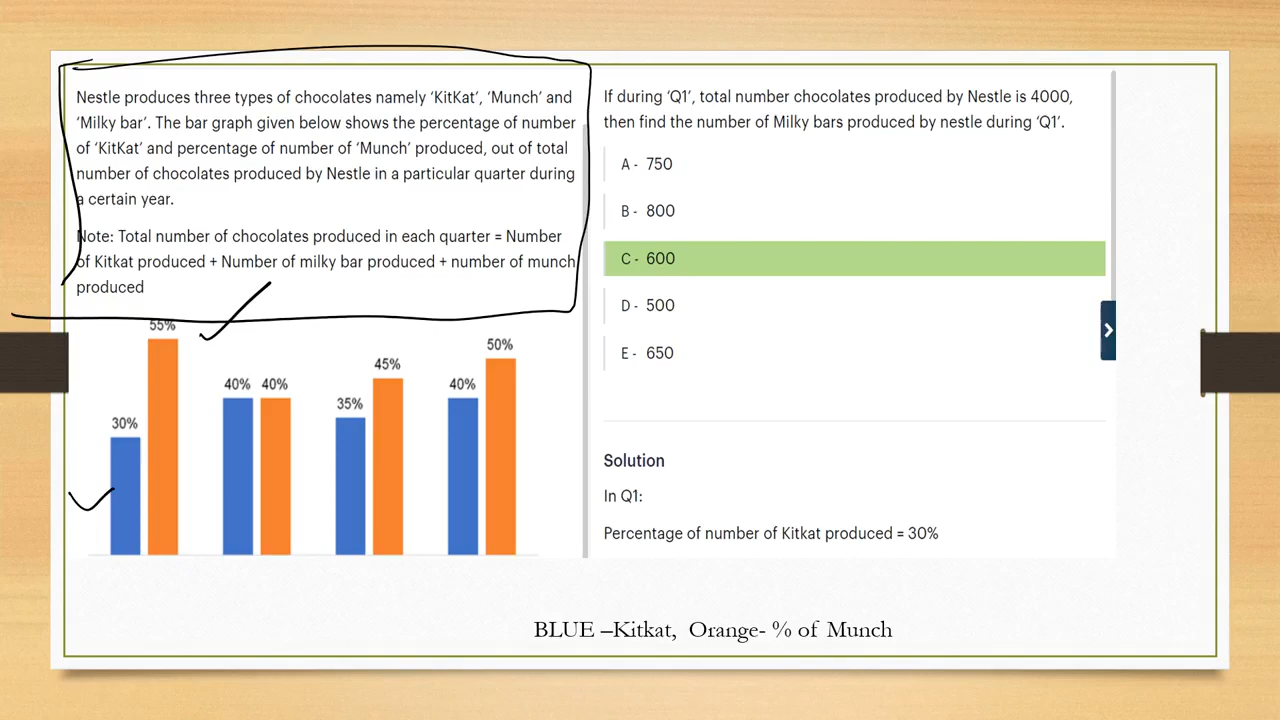 Nestle produces three types of chocolates namely ‘KitKat’, ‘Munch’ and
‘Milky bar’. The bar graph given below shows the percentage of number
of ‘KitKat’ and percentage of number of ‘Munch’ produced, out of total
number of chocolates produced by Nestle in a particular quarter during
a certain year.
Note: Total number of chocolates produced in each quarter = Number
of Kitkat produced + Number of milky bar produced + number of munch
produced
55%
30%
40% 40%
35%
45%
40%
50%
If during ‘Q1’, total number chocolates produced by Nestle is 4000,
then find the number of Milky bars produced by nestle during ‘Q1’.
A - 750
B - 800
C - 600
D - 500
E - 650
Solution
In Q1:
Percentage of number of Kitkat produced = 30%
BLUE –Kitkat, Orange- % of Munch